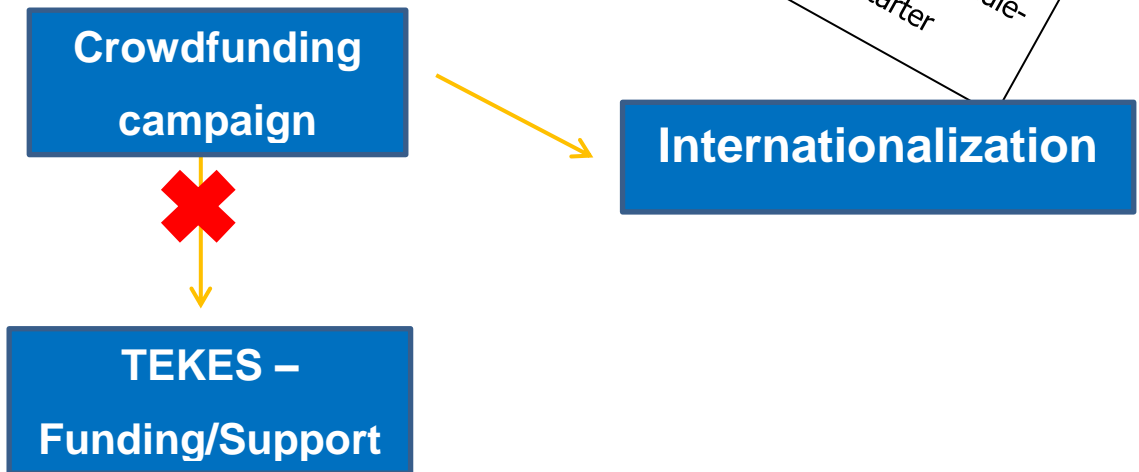 Crowdfunding
campaign
Internationalization
TEKES –
Funding/Support